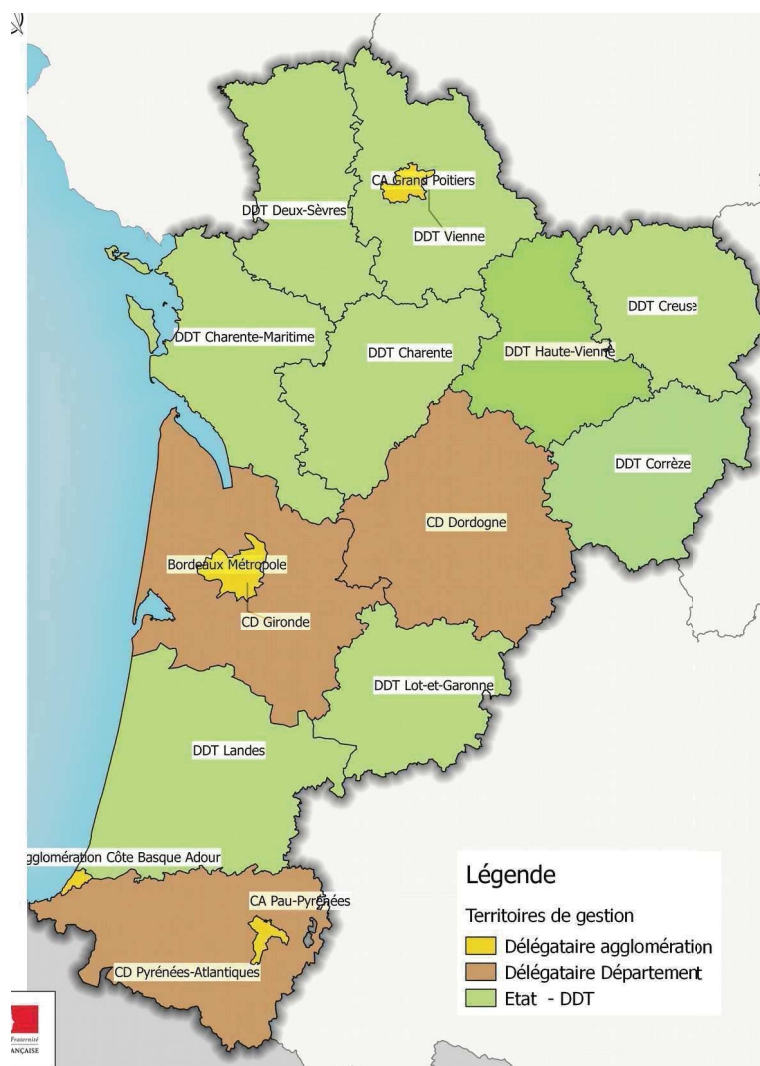 CA Grand Poitiers
DDT Deux-Sèvres
DDT Vienne
DDT Creuse
DDT Charente-Maritime
DDT Charente
DDT Haute-Vienne
DDT Corrèze
CD Dordogne
Bordeaux Métropole
CD Gironde
DDT Lot-et-Garonne
DDT Landes
gglomération Côte Basque Adour
CA Pau-Pyrénées
CD Pyrénées-Atlantiques
Légende
Territoires de gestion
Délégataire agglomération
Délégataire Département
Etat - DDT
Fraternité
ANÇAISE